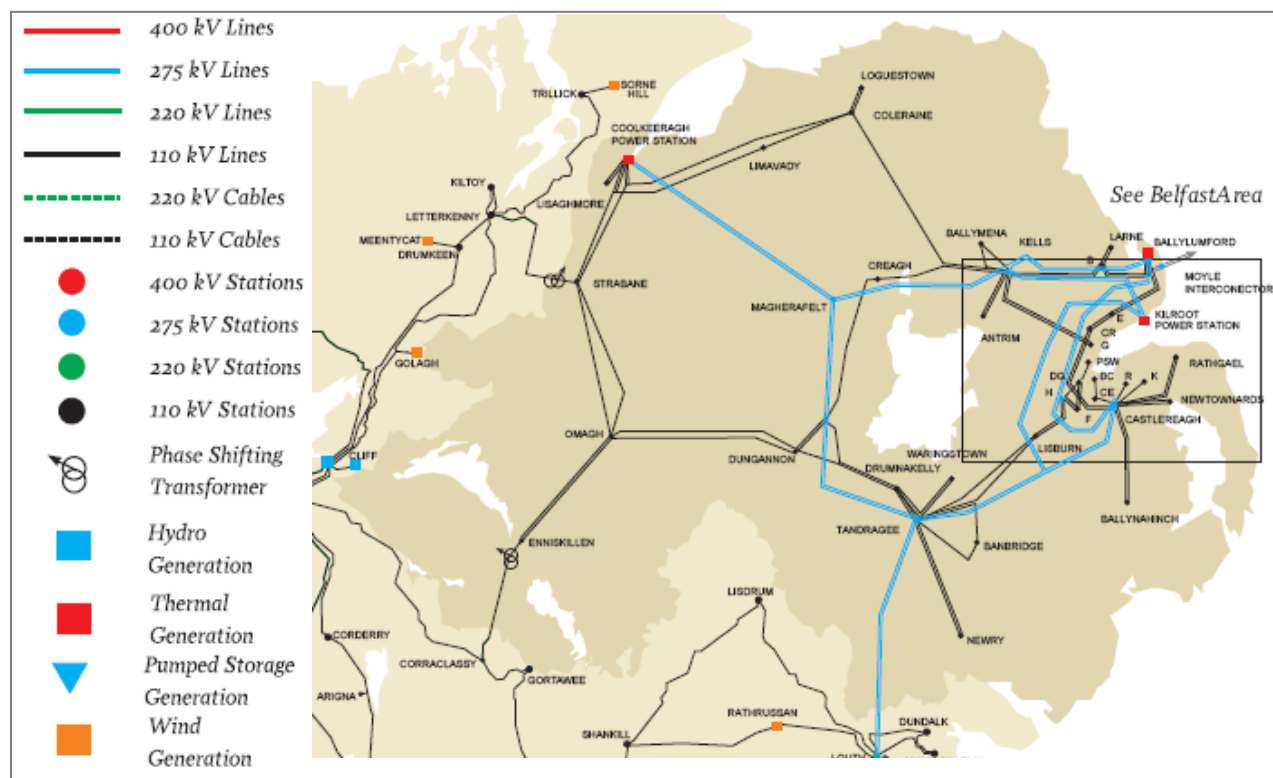 400 kV Lines
275 kV Lines
220 kV Lines
110 kV Lines
220 kV Cables
110 kV Cables
400 kV Stations
275 kV Stations
220 kV Stations
110 kV Stations
Phase Shifting
Transformer
Hydro
Generation
Thermal
Generation
Pumped Storage
Generation
Wind
Generation
SORNE
HILL
TRILLICK
LOGUESTOWN
COLERAINE
COOLKEERAGH
POWER STATION
LIMAVADY
KILTOY
LISAGHMORE
LETTERKENNY
See BelfastArea
MEENTYCAT
DRUMKEEN
BALLYMENA
KELLS
LARNE
BALLYLUMFORD
CREAGH
STRABANE
MAGHERAFELT
MOYLE
INTERCONECTOR
E
KILROOT
POWER STATION
ANTRIM
CR
G
GOLAGH
PSW
RATHGAEL
DG
BC
R
K
H
CE
NEWTOWNARDS
F
CASTLEREAGH
OMAGH
LISBURN
CLIFF
DUNGANNON
WARINGSTOWN
DRUMNAKELLY
BALLYNAHINCH
TANDRAGEE
ENNISKILLEN
BANBRIDGE
LISDRUM
NEWRY
CORDERRY
CORRACLASSY
GORTAWEE
ARIGNA
RATHRUSSAN
SHANKILL
DUNDALK